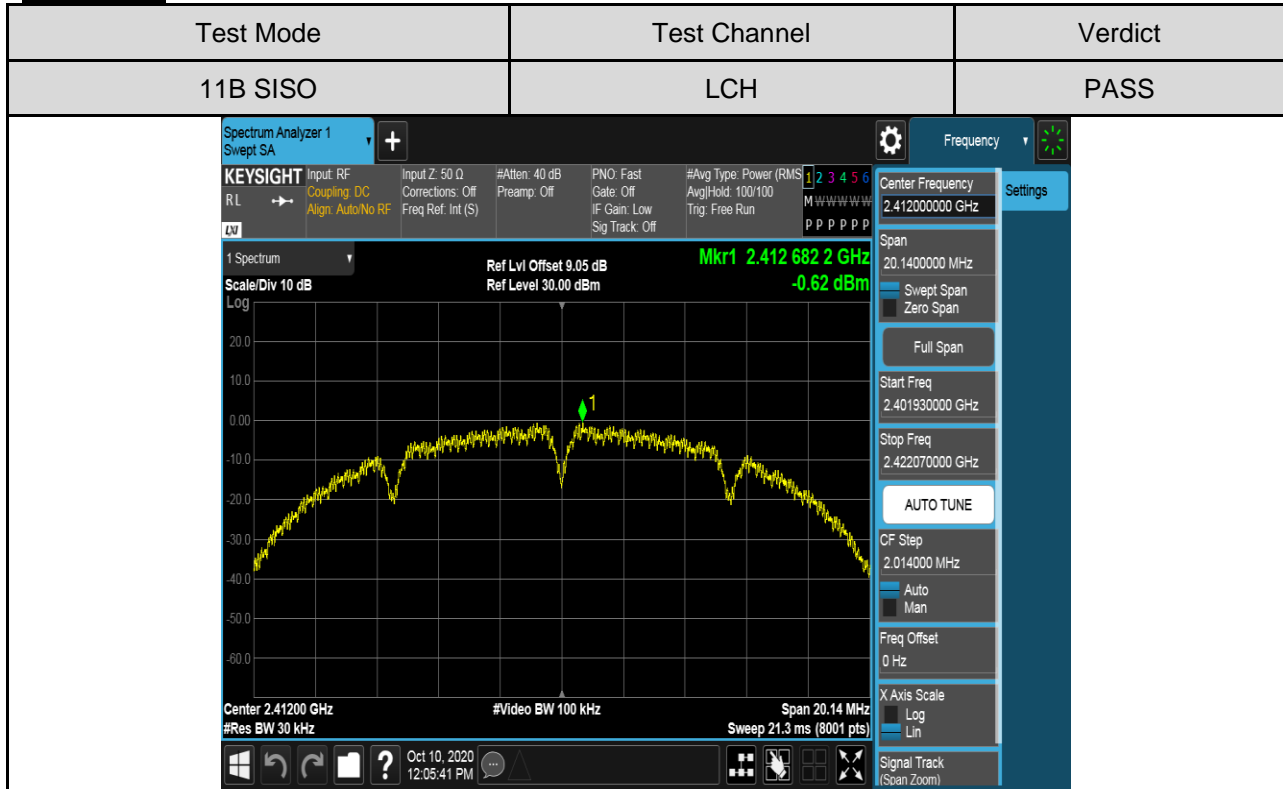 Test Mode Test Channel Verdict
11B SISO LCH PASS
Spectrum Analyzer 1
Swept SA
+
Frequency
KEYSIGHT
RL
LXI
Input: RF
Coupling: DC
Align: Auto/No RF
Input Z: 50 Ω
Corrections: Off
Freq Ref: Int (S)
#Atten: 40 dB
Preamp: Off
PNO: Fast
Gate: Off
IF Gain: Low
Sig Track: Off
#Avg Type: Power (RMS
Avg|Hold: 100/100
Trig: Free Run
1 2 3 4 5 6
M W W W W W
P P P P P P
1 Spectrum
Scale/Div 10 dB
Log
Ref Lvl Offset 9.05 dB
Ref Level 30.00 dBm
Mkr1 2.412 682 2 GHz
-0.62 dBm
20.0
10.0
0.00
-10.0
-20.0
-30.0
-40.0
-50.0
-60.0
1
Center 2.41200 GHz #Video BW 100 kHz Span 20.14 MHz
#Res BW 30 kHz Sweep 21.3 ms (8001 pts)
Center Frequency
2.412000000 GHz
Settings
Span
20.1400000 MHz
Swept Span
Zero Span
Full Span
Start Freq
2.401930000 GHz
Stop Freq
2.422070000 GHz
AUTO TUNE
CF Step
2.014000 MHz
Auto
Man
Freq Offset
0 Hz
X Axis Scale
Log
Lin
Signal Track
(Span Zoom)
?
Oct 10, 2020
12:05:41 PM